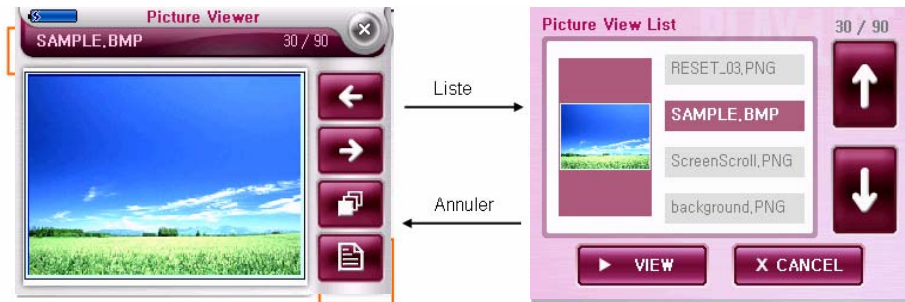 Picture Viewer
SAMPLE.BMP 30 / 90
Liste
Annuler
Picture View List 30 / 90
RESET_03.PNG
SAMPLE.BMP
ScreenScroll.PNG
background.PNG
VIEW X CANCEL